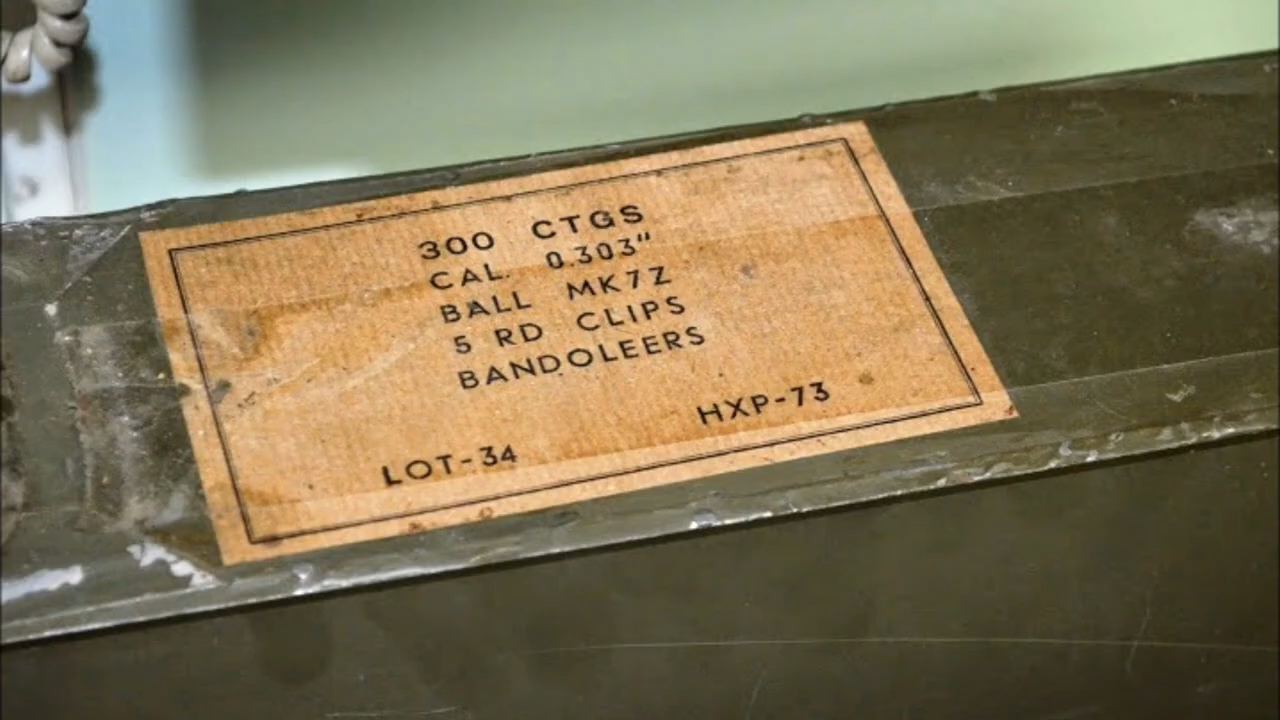 300 CTGS
CAL. 0.303"
BALL MK7Z
5 RD CLIPS
BANDOLEERS
HXP-73
LOT-34